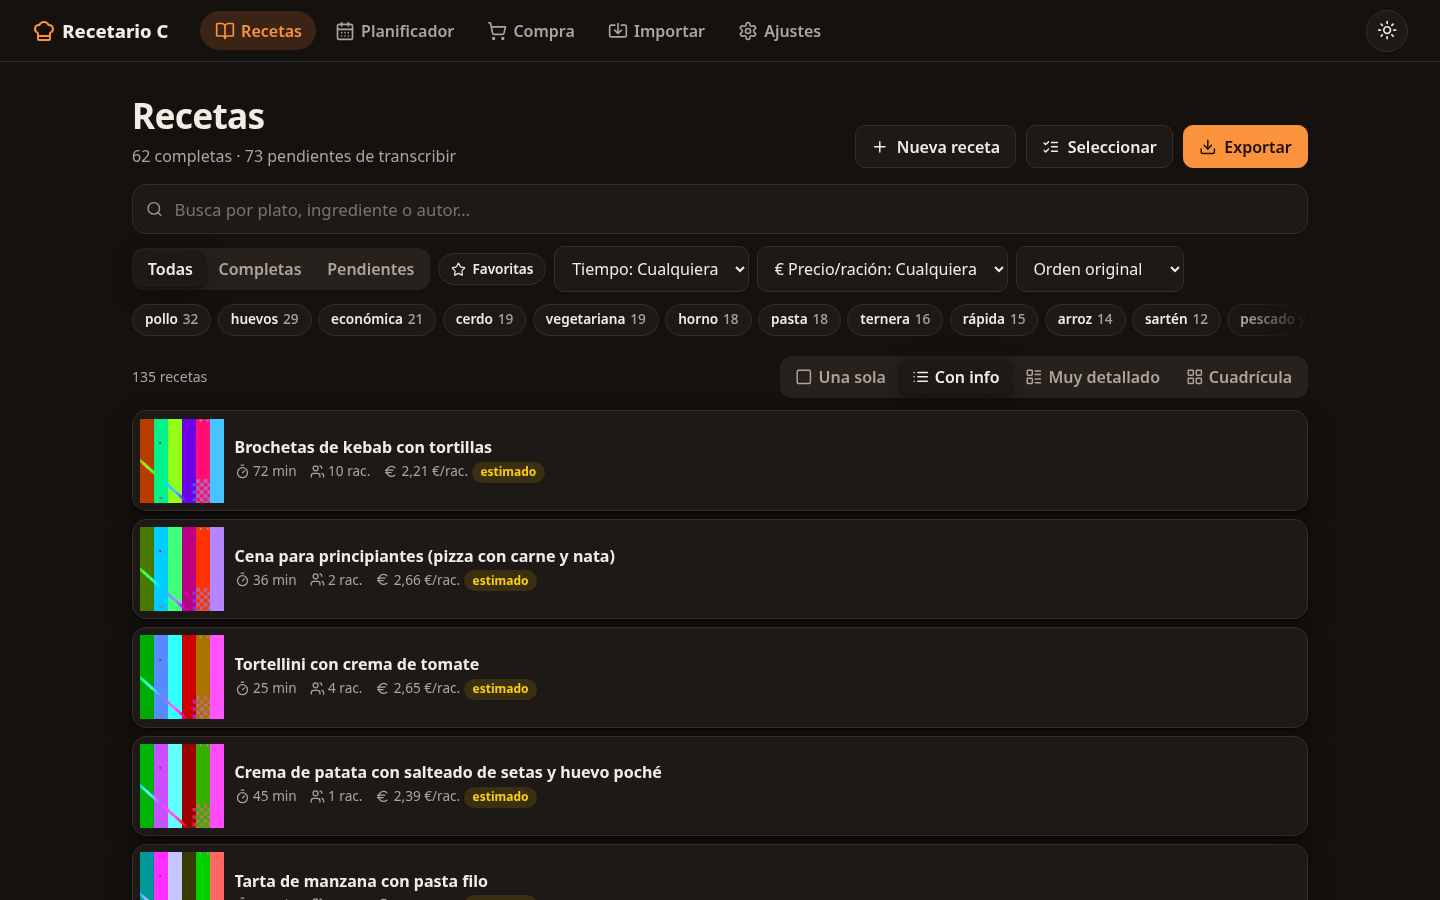 Recetario C
Recetas
Planificador
Compra
Importar
Ajustes
Recetas
62 completas · 73 pendientes de transcribir
Nueva receta
Seleccionar
Exportar
Busca por plato, ingrediente o autor...
Todas
Completas
Pendientes
Favoritas
Tiempo: Cualquiera
€ Precio/ración: Cualquiera
Orden original
pollo 32
huevos 29
económica 21
cerdo 19
vegetariana 19
horno 18
pasta 18
ternera 16
rápida 15
arroz 14
sartén 12
pescado y
135 recetas
Una sola
Con info
Muy detallado
Cuadrícula
Brochetas de kebab con tortillas
72 min 10 rac. € 2,21 €/rac. estimado
Cena para principiantes (pizza con carne y nata)
36 min 2 rac. € 2,66 €/rac. estimado
Tortellini con crema de tomate
25 min 4 rac. € 2,65 €/rac. estimado
Crema de patata con salteado de setas y huevo poché
45 min 1 rac. € 2,39 €/rac. estimado
Tarta de manzana con pasta filo